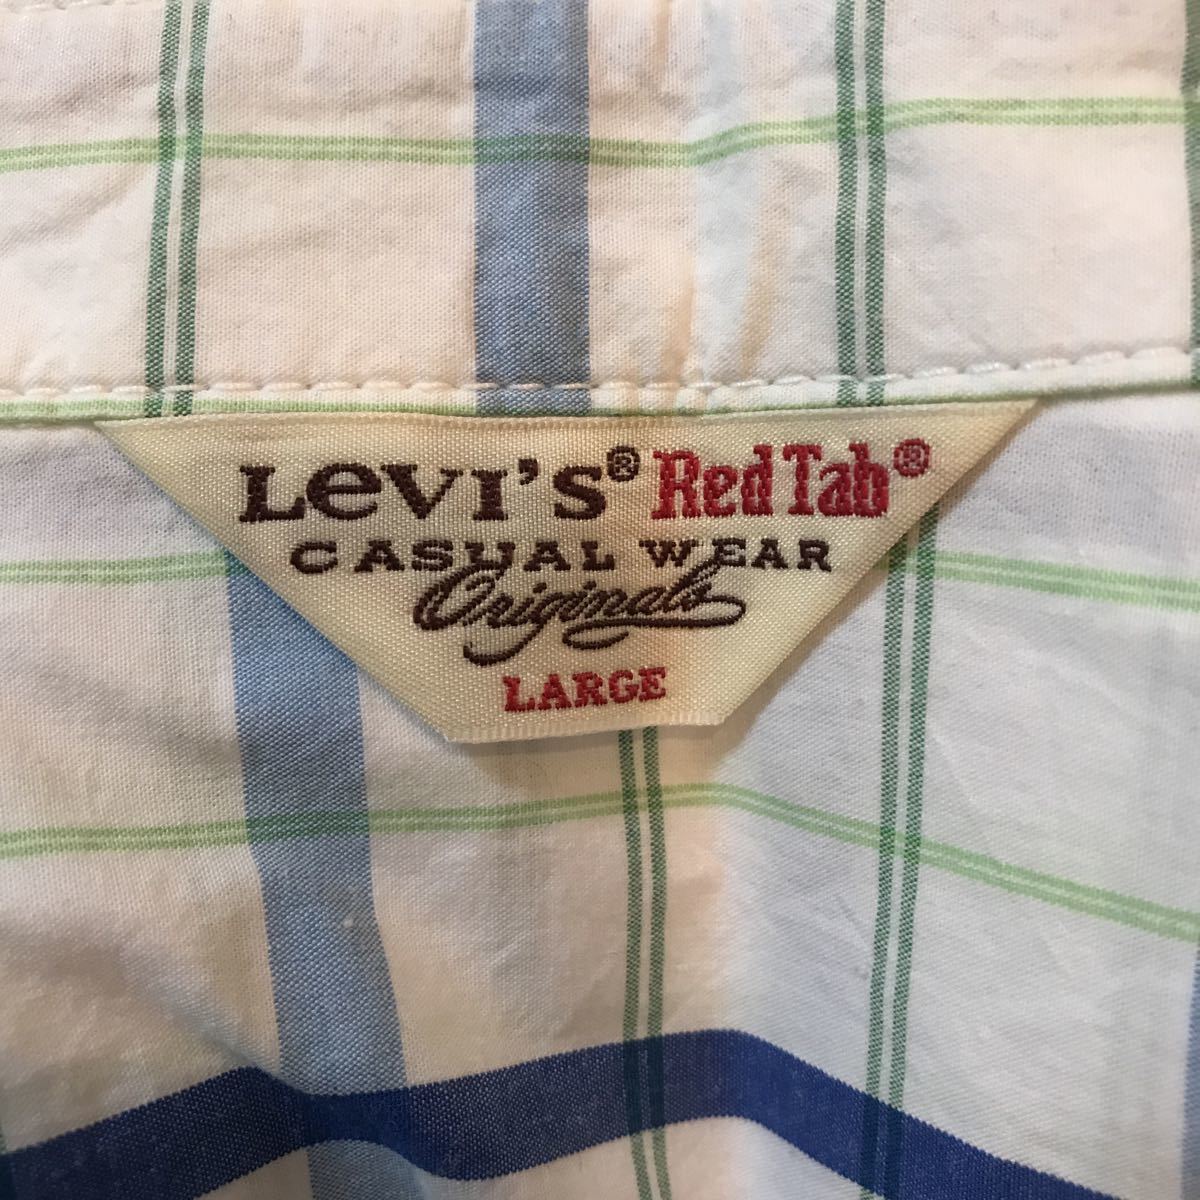 Levi's® Red Tab®
CASUAL WEAR
Originals
LARGE